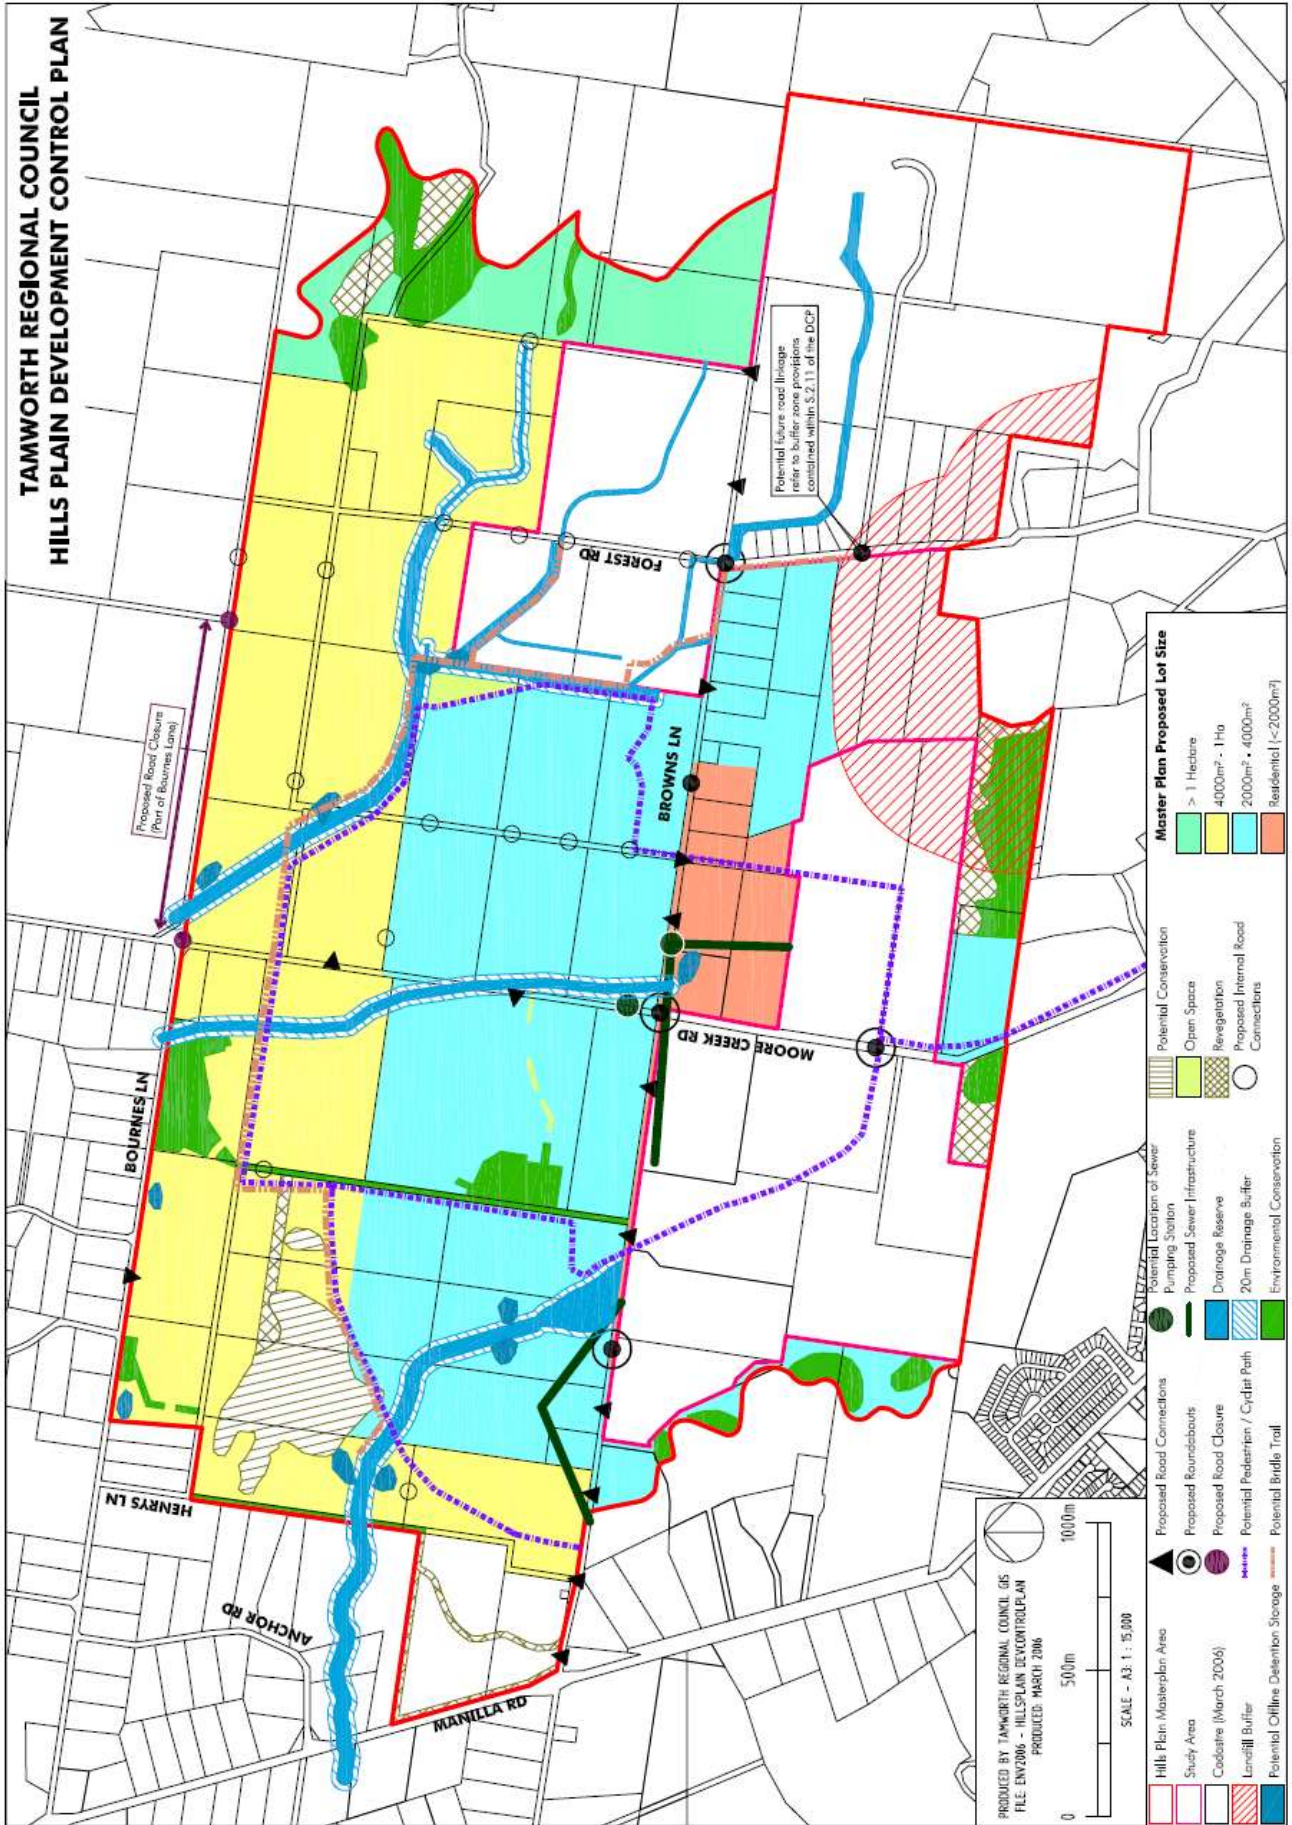 TAMWORTH REGIONAL COUNCIL
HILLS PLAIN DEVELOPMENT CONTROL PLAN
Proposed Road Closure
(Part of Bournes Lane)
Potential future road linkage
refer to buffer zone provisions
contained within S.2.11 of the DCP
FOREST RD
BROWNS LN
MOORE CREEK RD
BOURNES LN
HENRYS LN
ANCHOR RD
MANILLA RD
PRODUCED BY TAMWORTH REGIONAL COUNCIL GIS
FILE: ENV2006 - HILLSPLAIN DEVCONTROLPLAN
PRODUCED: MARCH 2006
0
500m
1000m
SCALE - A3: 1 : 15,000
Hills Plain Masterplan Area
Study Area
Cadastre (March 2006)
Landfill Buffer
Potential Offline Detention Storage
Proposed Road Connections
Proposed Roundabouts
Proposed Road Closure
Potential Pedestrian / Cyclist Path
Potential Bridle Trail
Potential Location of Sewer
Pumping Station
Proposed Sewer Infrastructure
Drainage Reserve
20m Drainage Buffer
Environmental Conservation
Potential Conservation
Open Space
Revegetation
Proposed Internal Road
Connections
Master Plan Proposed Lot Size
> 1 Hectare
4000m² - 1Ha
2000m² - 4000m²
Residential (<2000m²)